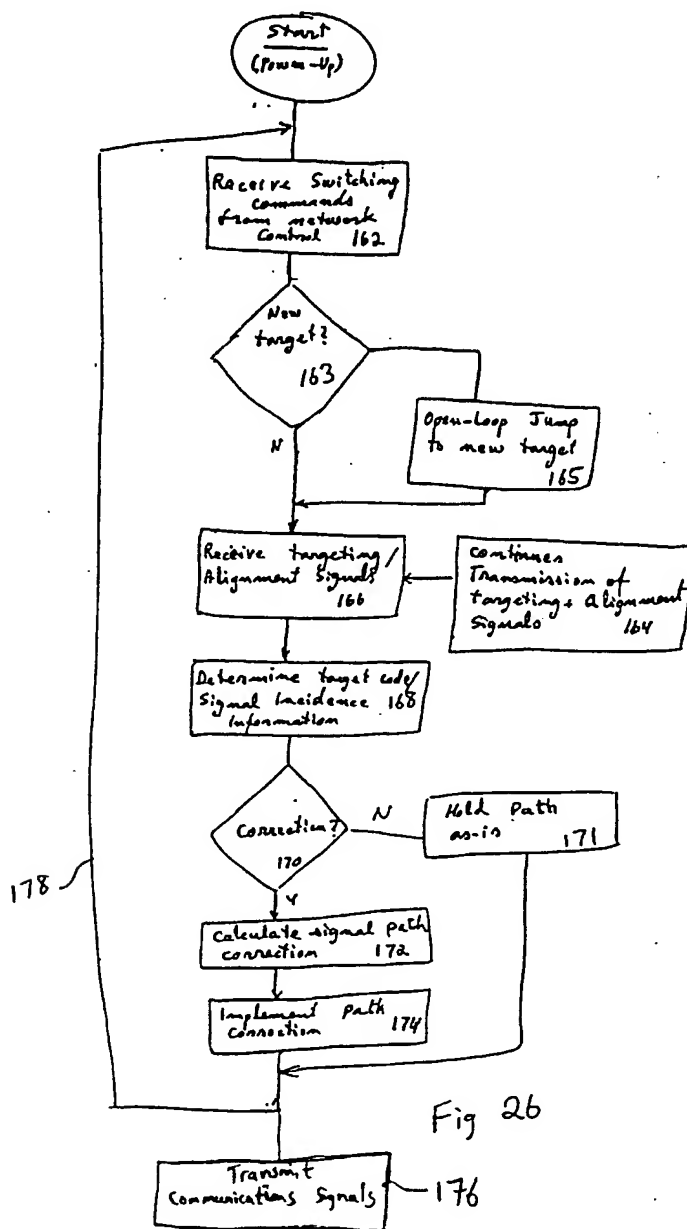 Start
(Power-Up)
Receive Switching
commands
from network
Control 162
New
target?
163
N
Open-Loop Jump
to new target
165
Receive targeting/
Alignment Signals
166
continues
Transmission of
targeting + alignment
Signals 164
Determine target code/
Signal Incidence 168
Information
Correction?
170
N
Hold Path
as-is
171
Y
Calculate signal path
correction 172
Implement Path
Correction 174
178
Fig 26
Transmit
Communications Signals
176